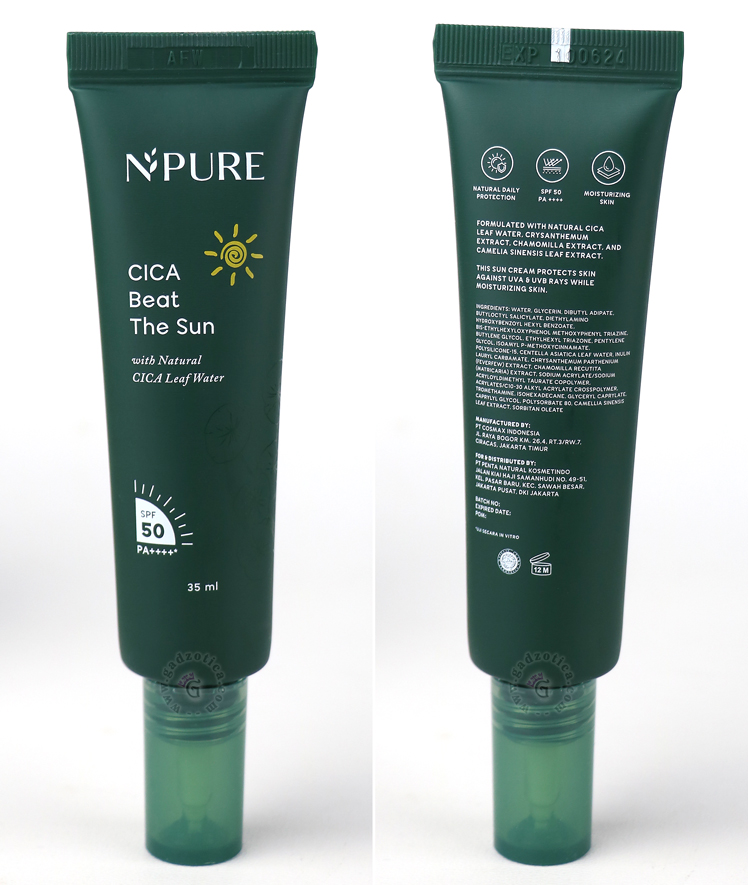 N PURE
CICA
Beat
The Sun
with Natural
CICA Leaf Water
SPF
50
PA++++*
35 ml
EXP 100624
NATURAL DAILY
PROTECTION
SPF 50
PA ++++
MOISTURIZING
SKIN
FORMULATED WITH NATURAL CICA
LEAF WATER, CRYSANTHEMUM
EXTRACT, CHAMOMILLA EXTRACT, AND
CAMELIA SINENSIS LEAF EXTRACT.
THIS SUN CREAM PROTECTS SKIN
AGAINST UVA & UVB RAYS WHILE
MOISTURIZING SKIN.
INGREDIENTS: WATER, GLYCERIN, DIBUTYL ADIPATE,
BUTYLOCTYL SALICYLATE, DIETHYLAMINO
HYDROXYBENZOYL HEXYL BENZOATE,
BIS-ETHYLHEXYLOXYPHENOL METHOXYPHENYL TRIAZINE,
BUTYLENE GLYCOL, ETHYLHEXYL TRIAZONE, PENTYLENE
GLYCOL, ISOAMYL P-METHOXYCINNAMATE,
POLYSILICONE-15, CENTELLA ASIATICA LEAF WATER, INULIN
LAURYL CARBAMATE, CHRYSANTHEMUM PARTHENIUM
(FEVERFEW) EXTRACT, CHAMOMILLA RECUTITA
(MATRICARIA) EXTRACT, SODIUM ACRYLATE/SODIUM
ACRYLOYLDIMETHYL TAURATE COPOLYMER,
ACRYLATES/C10-30 ALKYL ACRYLATE CROSSPOLYMER,
TROMETHAMINE, ISOHEXADECANE, GLYCERYL CAPRYLATE,
CAPRYLYL GLYCOL, POLYSORBATE 80, CAMELLIA SINENSIS
LEAF EXTRACT, SORBITAN OLEATE
MANUFACTURED BY:
PT COSMAX INDONESIA
JL. RAYA BOGOR KM. 26.4, RT.3/RW.7,
CIRACAS, JAKARTA TIMUR
FOR & DISTRIBUTED BY:
PT PENTA NATURAL KOSMETINDO
JALAN KIAI HAJI SAMANHUDI NO. 49-51,
KEL. PASAR BARU, KEC. SAWAH BESAR,
JAKARTA PUSAT, DKI JAKARTA
BATCH NO:
EXPIRED DATE:
POM:
*UJI SECARA IN VITRO
12 M
www.gadzotica.com
G
www.gadzotica.com
G